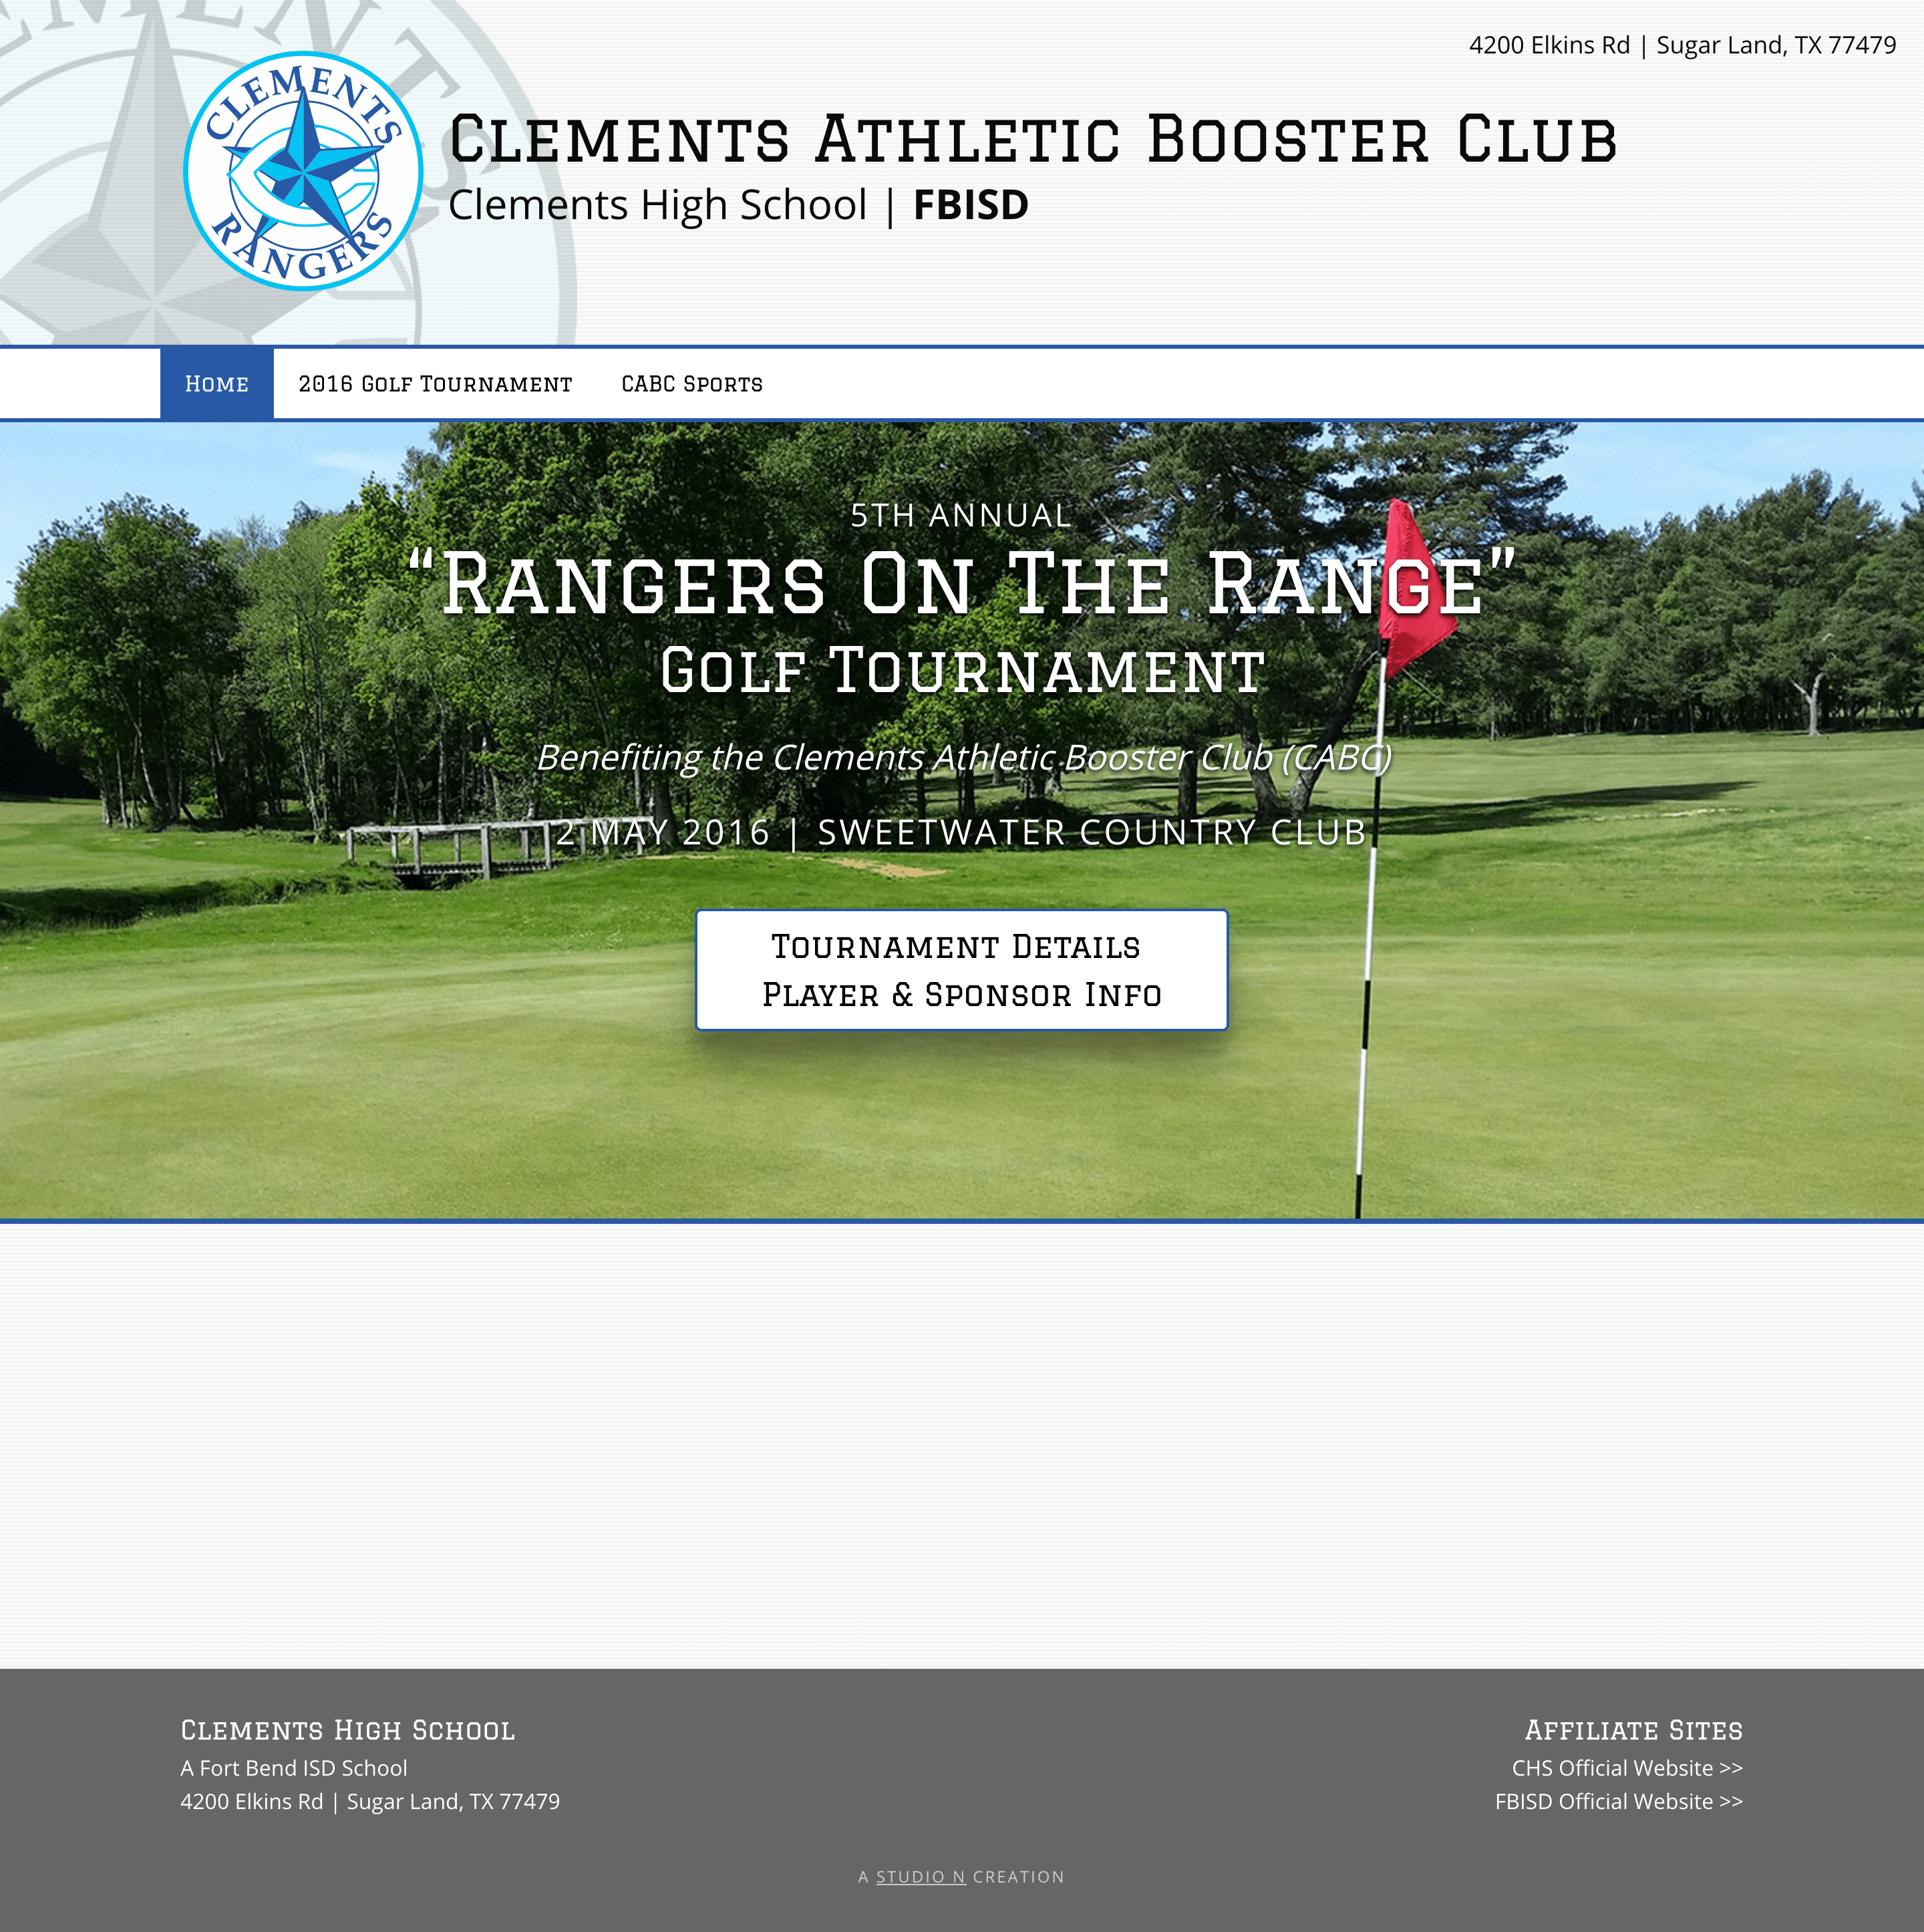 4200 Elkins Rd | Sugar Land, TX 77479
CLEMENTS
RANGERS
Clements Athletic Booster Club
Clements High School | FBISD
Home
2016 Golf Tournament
CABC Sports
5TH ANNUAL
“Rangers On The Range”
Golf Tournament
Benefiting the Clements Athletic Booster Club (CABC)
2 MAY 2016 | SWEETWATER COUNTRY CLUB
Tournament Details
Player & Sponsor Info
Clements High School
A Fort Bend ISD School
4200 Elkins Rd | Sugar Land, TX 77479
Affiliate Sites
CHS Official Website >>
FBISD Official Website >>
A STUDIO N CREATION